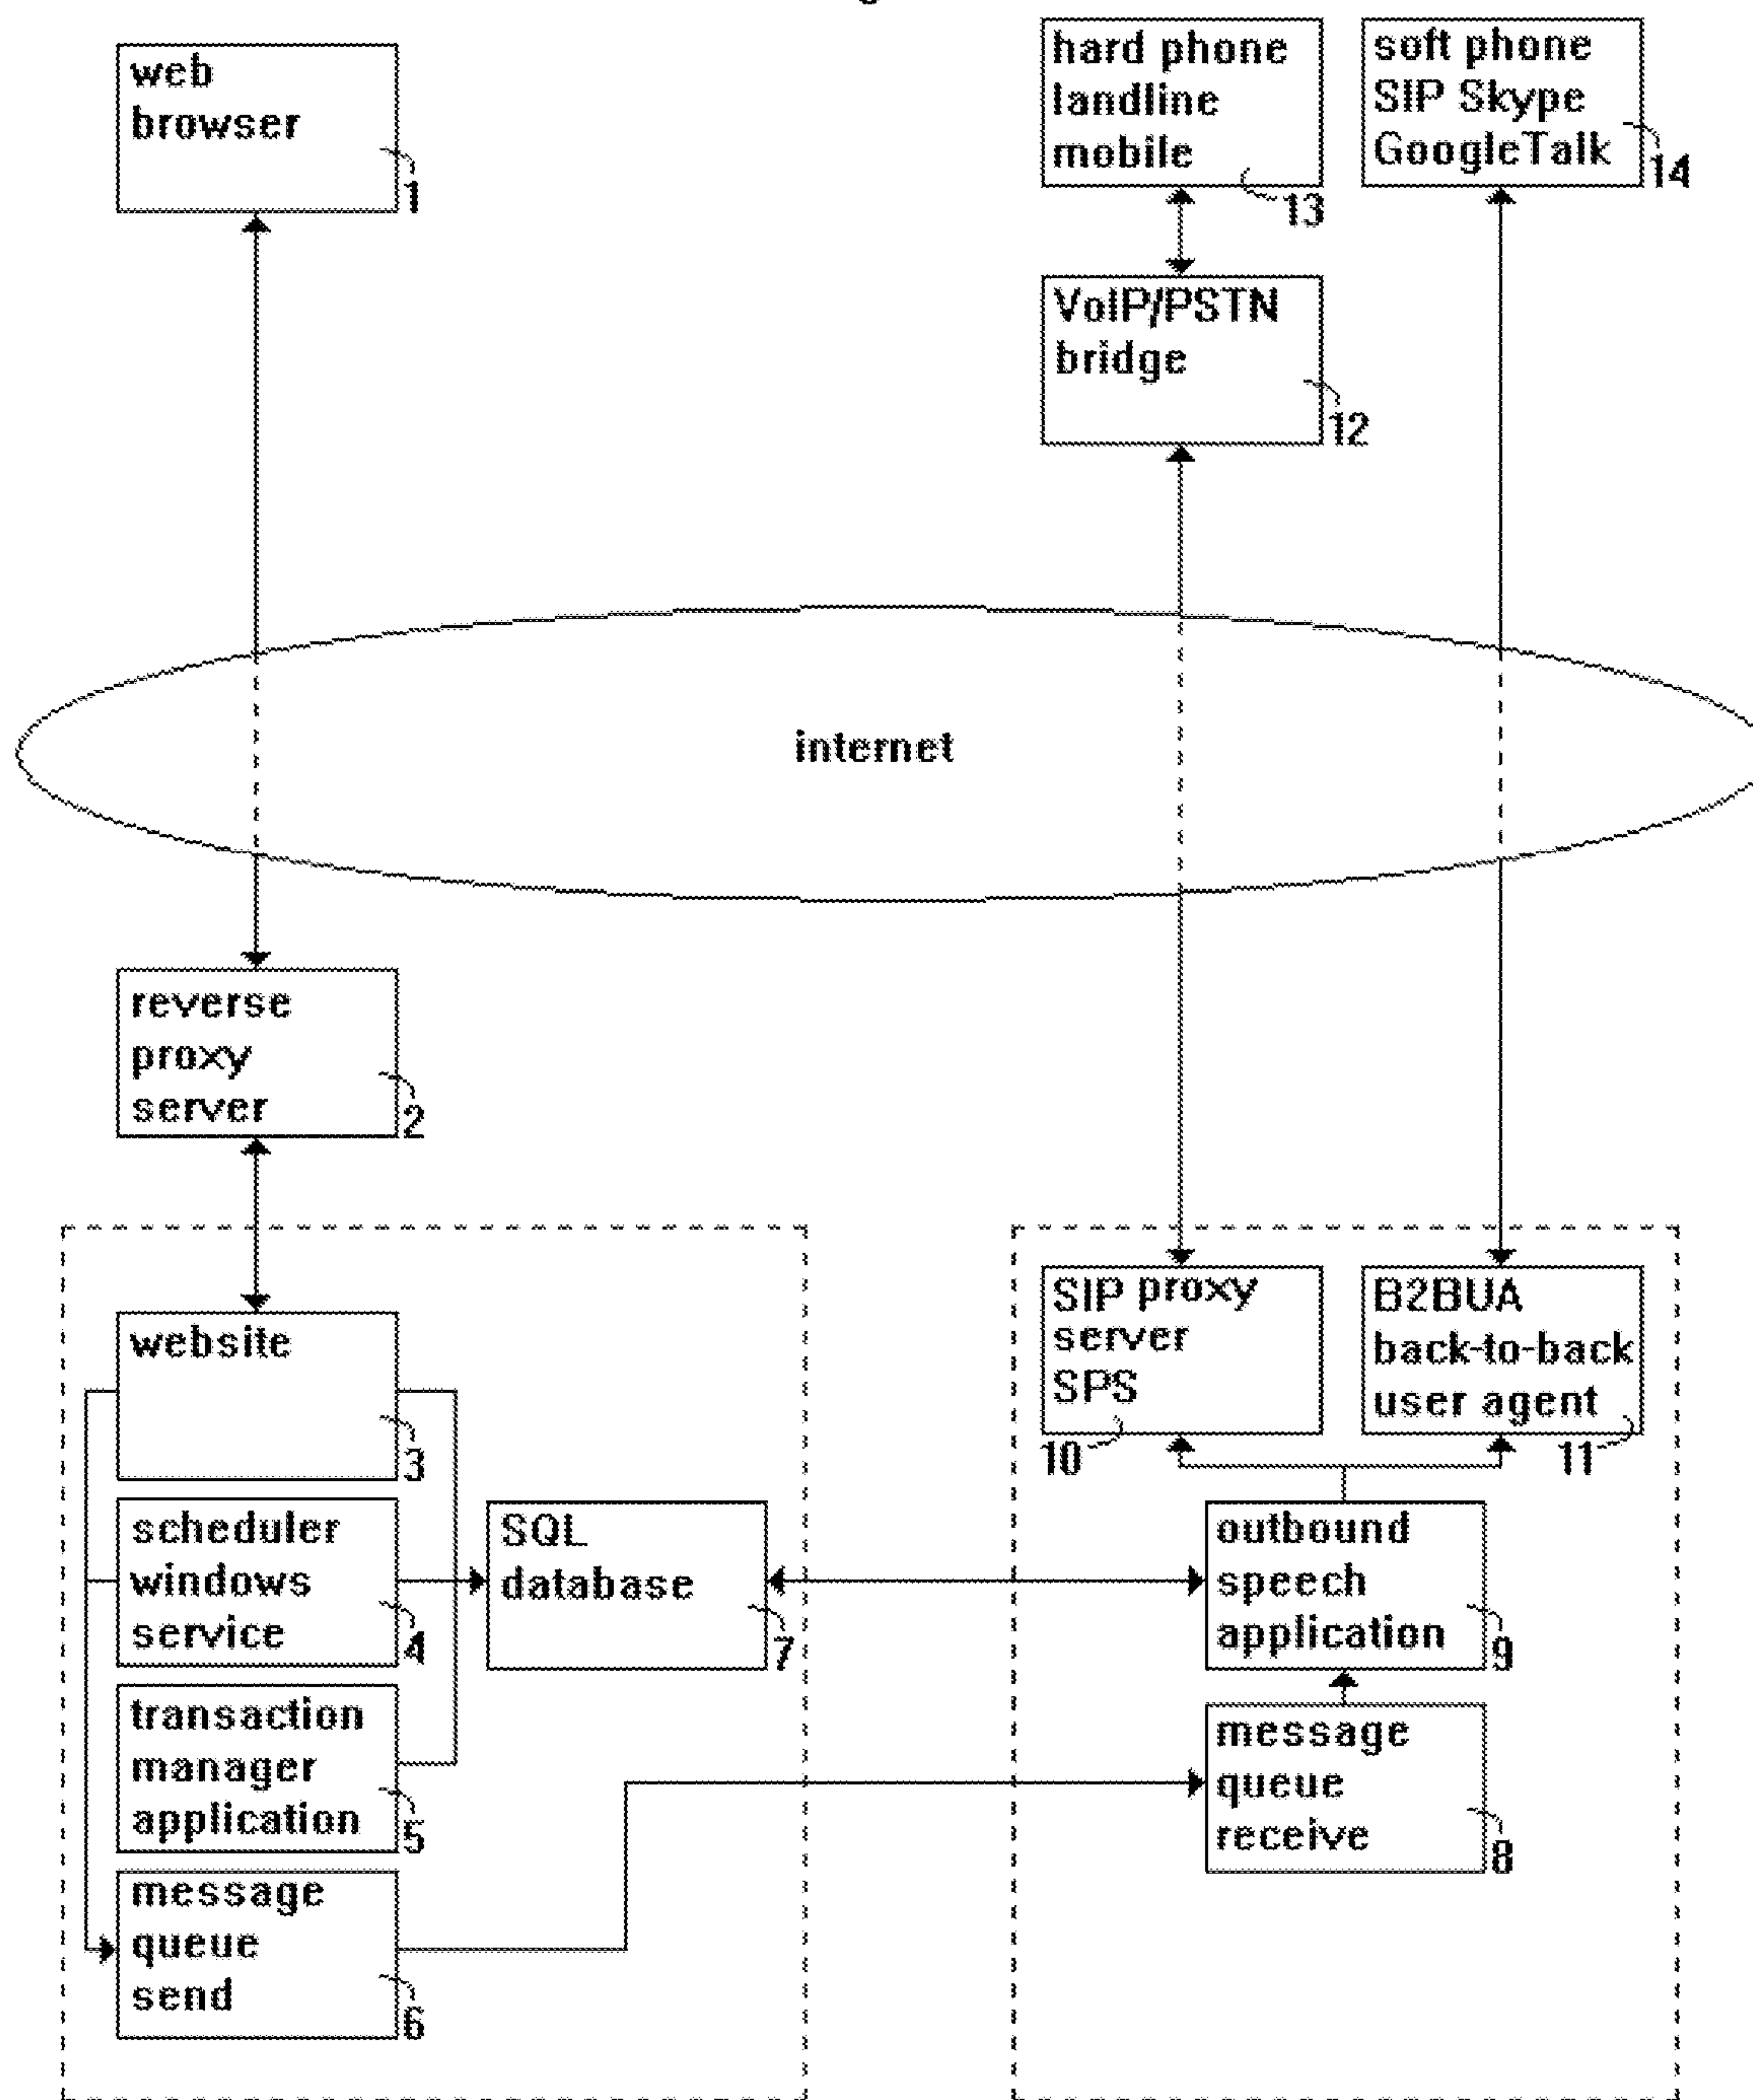 web
browser
1
hard phone
landline
mobile
13
soft phone
SIP Skype
GoogleTalk
14
VoIP/PSTN
bridge
12
internet
reverse
proxy
server
2
website
3
scheduler
windows
service
4
transaction
manager
application
5
message
queue
send
6
SQL
database
7
SIP proxy
server
SPS
10
B2BUA
back-to-back
user agent
11
outbound
speech
application
9
message
queue
receive
8